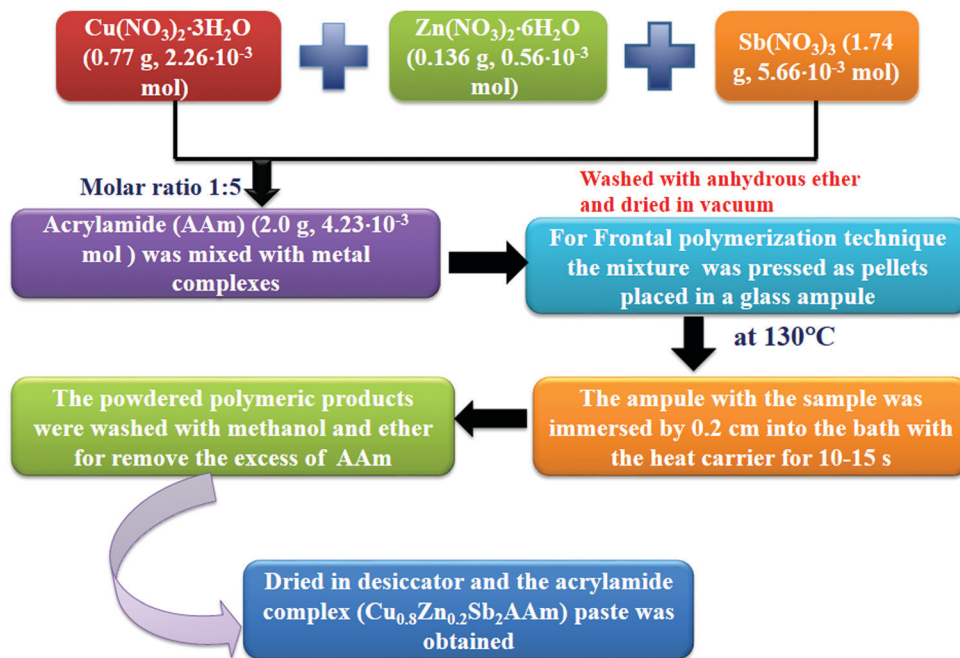 Cu(NO₃)₂·3H₂O
(0.77 g, 2.26·10⁻³
mol)
Zn(NO₃)₂·6H₂O
(0.136 g, 0.56·10⁻³
mol)
Sb(NO₃)₃ (1.74
g, 5.66·10⁻³ mol)
Molar ratio 1:5
Acrylamide (AAm) (2.0 g, 4.23·10⁻³
mol ) was mixed with metal
complexes
Washed with anhydrous ether
and dried in vacuum
For Frontal polymerization technique
the mixture was pressed as pellets
placed in a glass ampule
at 130°C
The ampule with the sample was
immersed by 0.2 cm into the bath with
the heat carrier for 10-15 s
The powdered polymeric products
were washed with methanol and ether
for remove the excess of AAm
Dried in desiccator and the acrylamide
complex (Cu₀.₈Zn₀.₂Sb₂AAm) paste was
obtained